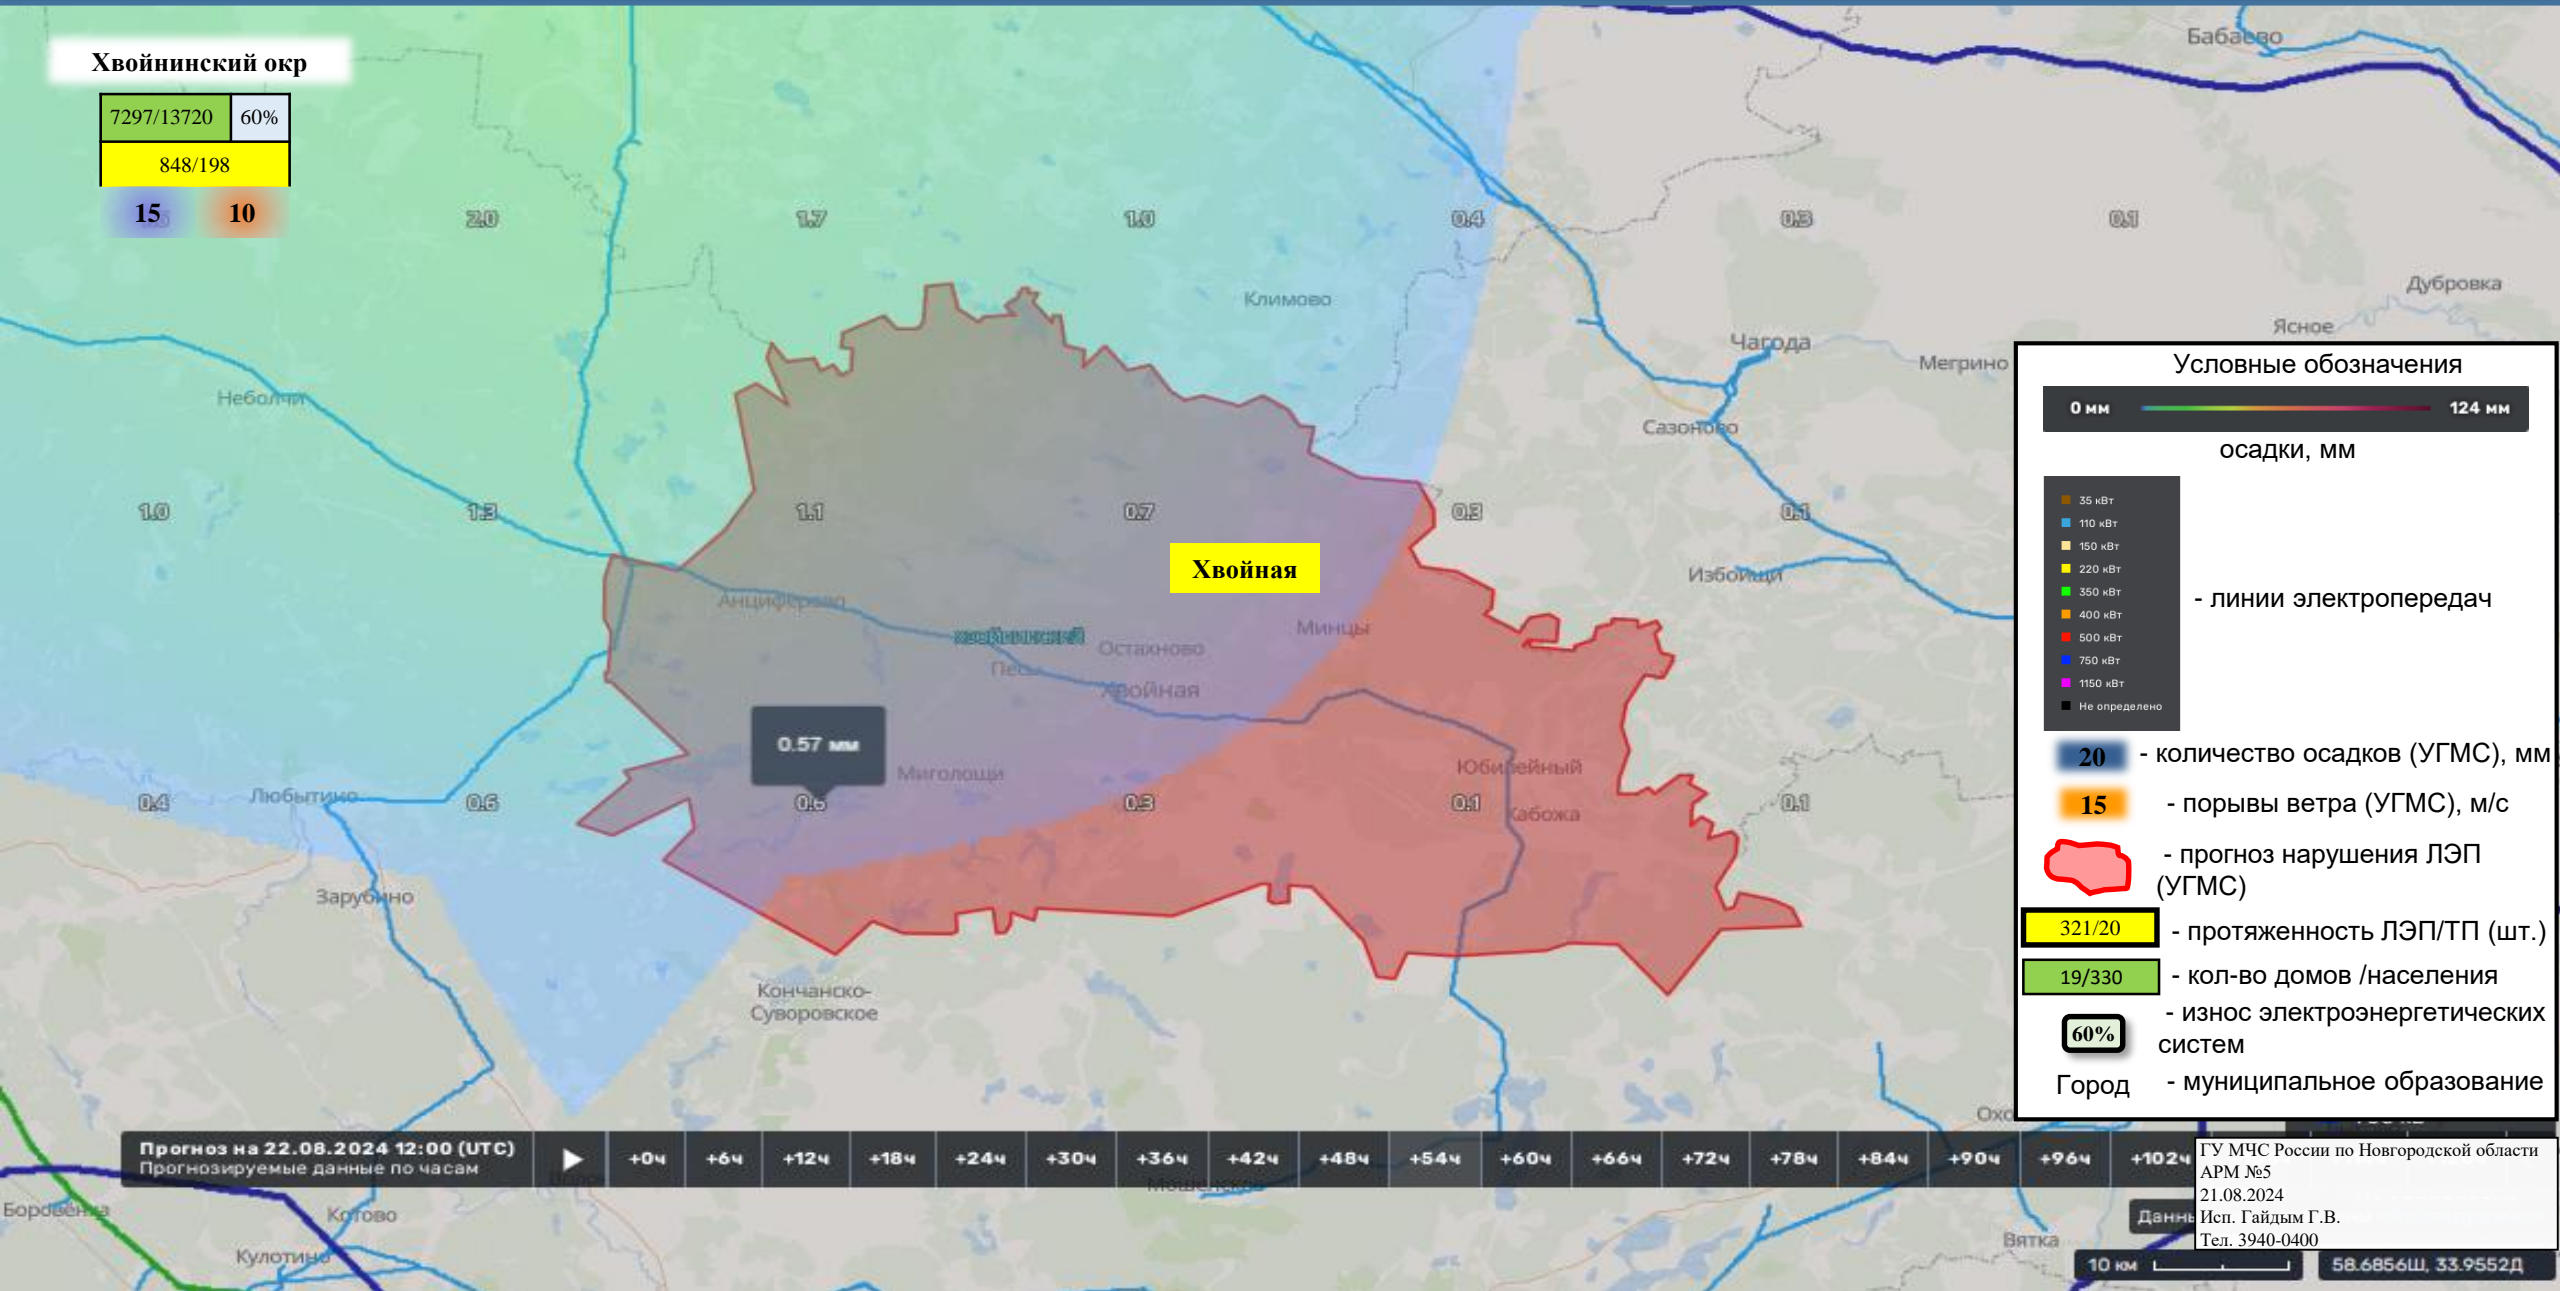 Бабаево
Хвойнинский окр
7297/13720 60%
848/198
15 10
2.0 1.7 1.0 0.4 0.3 0.1
Климово
Дубровка
Ясное
Чагода
Мегрино
Неболчи
Сазоново
1.0 1.3 1.1 0.7 0.3 0.1
Хвойная
Избоищи
Анциферово
хвойнинский
Минцы
Остахново
Песь
Хвойная
0.57 мм
Миголощи
Юбилейный
Любытино
0.4 0.6 0.6 0.3 0.1 0.1
Кабожа
Зарубино
Кончанско-
Суворовское
Условные обозначения
0 мм 124 мм
осадки, мм
35 кВт
110 кВт
150 кВт
220 кВт
350 кВт
400 кВт
500 кВт
750 кВт
1150 кВт
Не определено
- линии электропередач
20 - количество осадков (УГМС), мм
15 - порывы ветра (УГМС), м/с
- прогноз нарушения ЛЭП
(УГМС)
321/20 - протяженность ЛЭП/ТП (шт.)
19/330 - кол-во домов /населения
60% - износ электроэнергетических
систем
Город - муниципальное образование
Прогноз на 22.08.2024 12:00 (UTC)
Прогнозируемые данные по часам
+0ч +6ч +12ч +18ч +24ч +30ч +36ч +42ч +48ч +54ч +60ч +66ч +72ч +78ч +84ч +90ч +96ч +102ч
ГУ МЧС России по Новгородской области
АРМ №5
21.08.2024
Исп. Гайдым Г.В.
Тел. 3940-0400
Боровёнка
Котово
Кулотино
Вятка
10 км
58.6856Ш, 33.9552Д